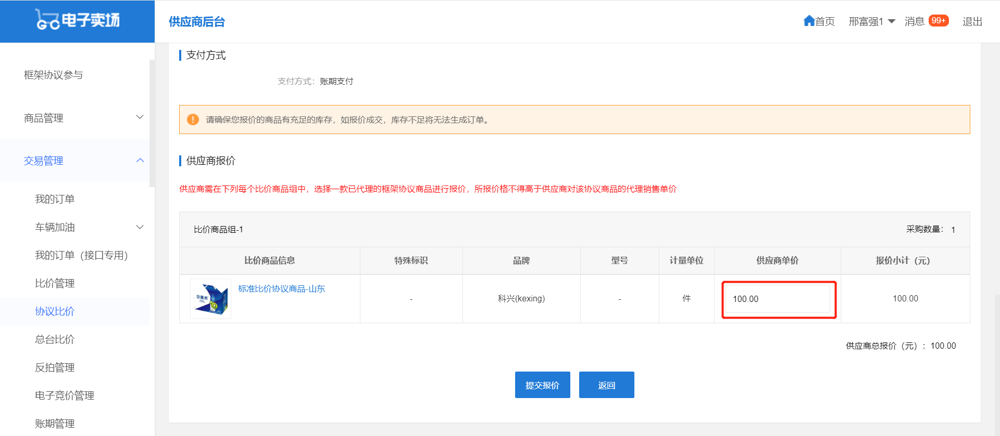 电子卖场
供应商后台
首页
邢富强1
消息
99+
退出
框架协议参与
商品管理
交易管理
我的订单
车辆加油
我的订单（接口专用）
比价管理
协议比价
总台比价
反拍管理
电子竞价管理
账期管理
支付方式
支付方式： 账期支付
请确保您报价的商品有充足的库存，如报价成交，库存不足将无法生成订单。
供应商报价
供应商需在下列每个比价商品组中，选择一款已代理的框架协议商品进行报价，所报价格不得高于供应商对该协议商品的代理销售单价
比价商品组-1
采购数量： 1
比价商品信息 特殊标识 品牌 型号 计量单位 供应商单价 报价小计（元）
安慕希
标准比价协议商品-山东
- 科兴(kexing) - 件 100.00 100.00
供应商总报价（元）： 100.00
提交报价 返回